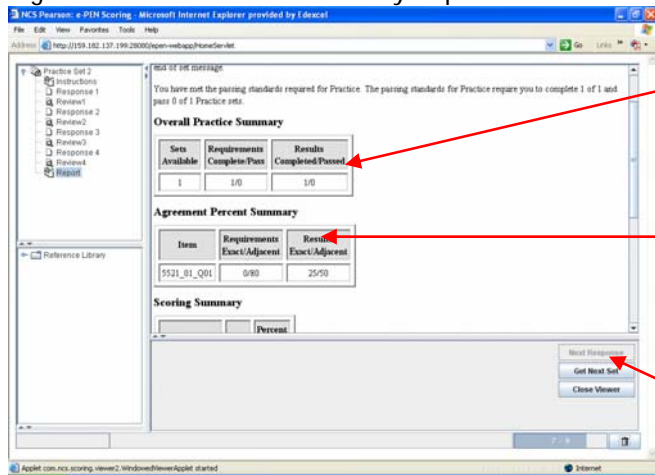 NCS Pearson: e-PEN Scoring - Microsoft Internet Explorer provided by Edexcel
File Edit View Favorites Tools Help
Address http://159.182.137.199:28080/epen-webapp/HomeServlet
Go Links
Practice Set 2
Instructions
Response 1
Review1
Response 2
Review2
Response 3
Review3
Response 4
Review4
Report
Reference Library
end of set message.
You have met the passing standards required for Practice. The passing standards for Practice require you to complete 1 of 1 and
pass 0 of 1 Practice sets.
Overall Practice Summary
Sets Available Requirements Complete/Pass Results Completed/Passed
1 1/0 1/0
Agreement Percent Summary
Item Requirements Exact/Adjacent Results Exact/Adjacent
5521_01_Q01 0/80 25/50
Scoring Summary
Percent
Next Response
Get Next Set
Close Viewer
Applet com.ncs.scoring.viewer2.WindowedViewerApplet started
Internet